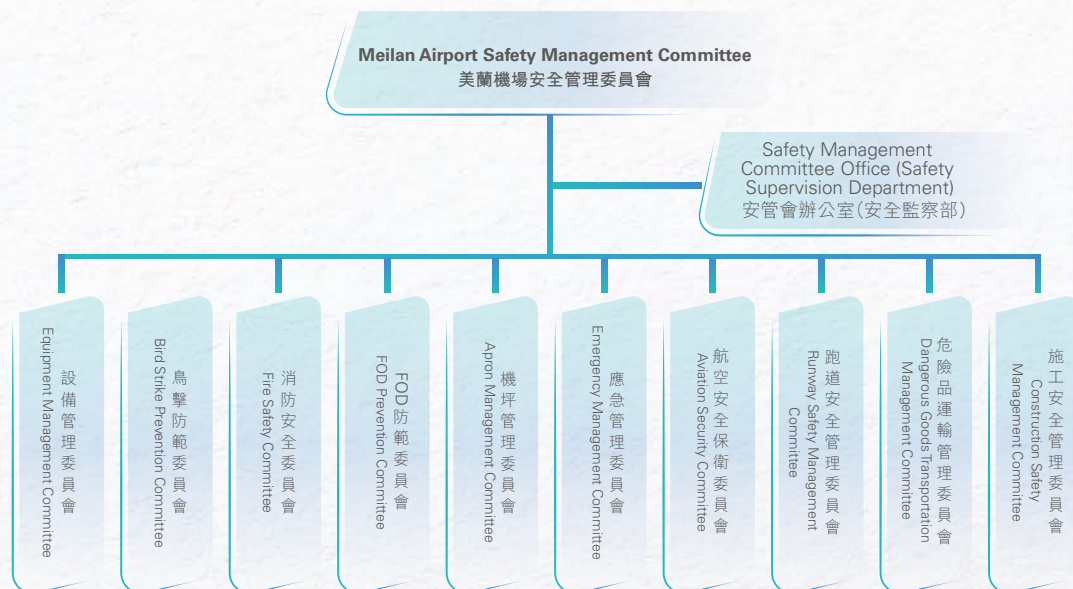 Meilan Airport Safety Management Committee
美蘭機場安全管理委員會
Safety Management
Committee Office (Safety
Supervision Department)
安管會辦公室(安全監察部)
設備管理委員會
Equipment Management Committee
鳥擊防範委員會
Bird Strike Prevention Committee
消防安全委員會
Fire Safety Committee
FOD防範委員會
FOD Prevention Committee
機坪管理委員會
Apron Management Committee
應急管理委員會
Emergency Management Committee
航空安全保衛委員會
Aviation Security Committee
跑道安全管理委員會
Runway Safety Management
Committee
危險品運輸管理委員會
Dangerous Goods Transportation
Management Committee
施工安全管理委員會
Construction Safety
Management Committee